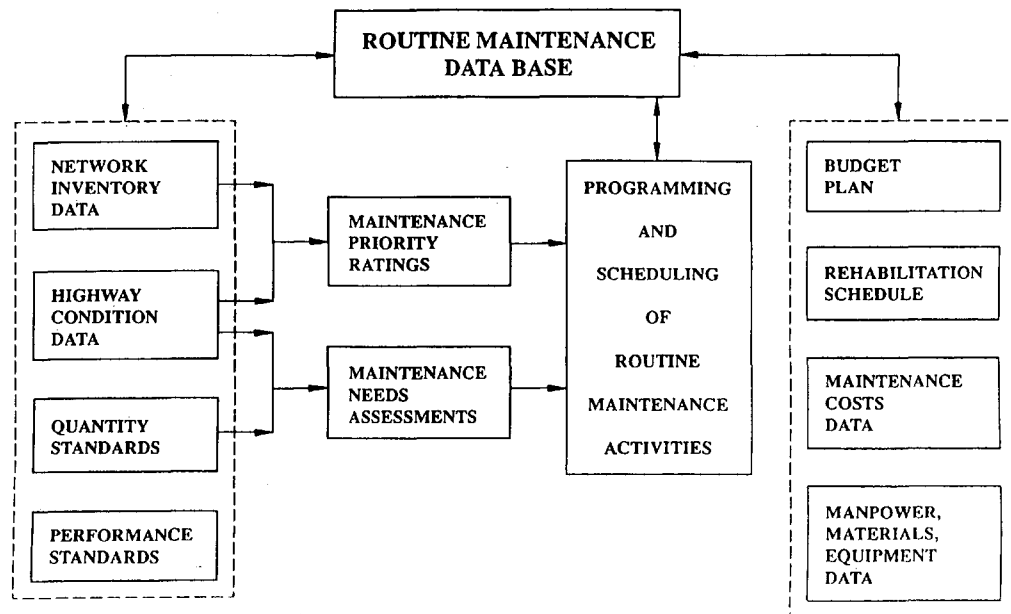 ROUTINE MAINTENANCE
DATA BASE
NETWORK
INVENTORY
DATA
HIGHWAY
CONDITION
DATA
QUANTITY
STANDARDS
PERFORMANCE
STANDARDS
MAINTENANCE
PRIORITY
RATINGS
MAINTENANCE
NEEDS
ASSESSMENTS
PROGRAMMING
AND
SCHEDULING
OF
ROUTINE
MAINTENANCE
ACTIVITIES
BUDGET
PLAN
REHABILITATION
SCHEDULE
MAINTENANCE
COSTS
DATA
MANPOWER,
MATERIALS,
EQUIPMENT
DATA